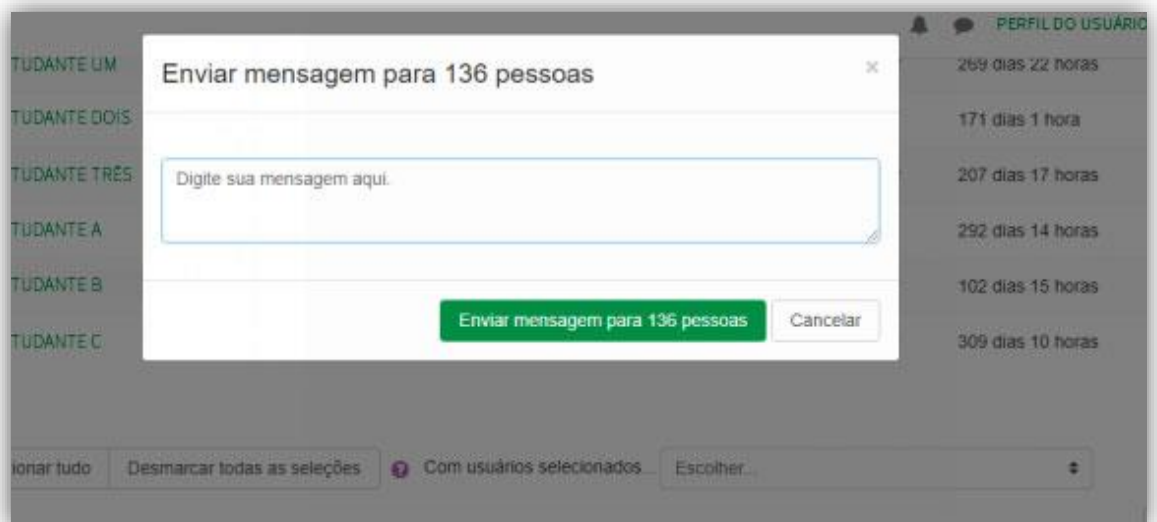 PERFIL DO USUÁRIO
TUDANTE UM
269 dias 22 horas
Enviar mensagem para 136 pessoas
×
TUDANTE DOIS
171 dias 1 hora
TUDANTE TRÊS
207 dias 17 horas
Digite sua mensagem aqui.
TUDANTE A
292 dias 14 horas
TUDANTE B
102 dias 15 horas
Enviar mensagem para 136 pessoas
Cancelar
TUDANTE C
309 dias 10 horas
ionar tudo
Desmarcar todas as seleções
Com usuários selecionados...
Escolher...